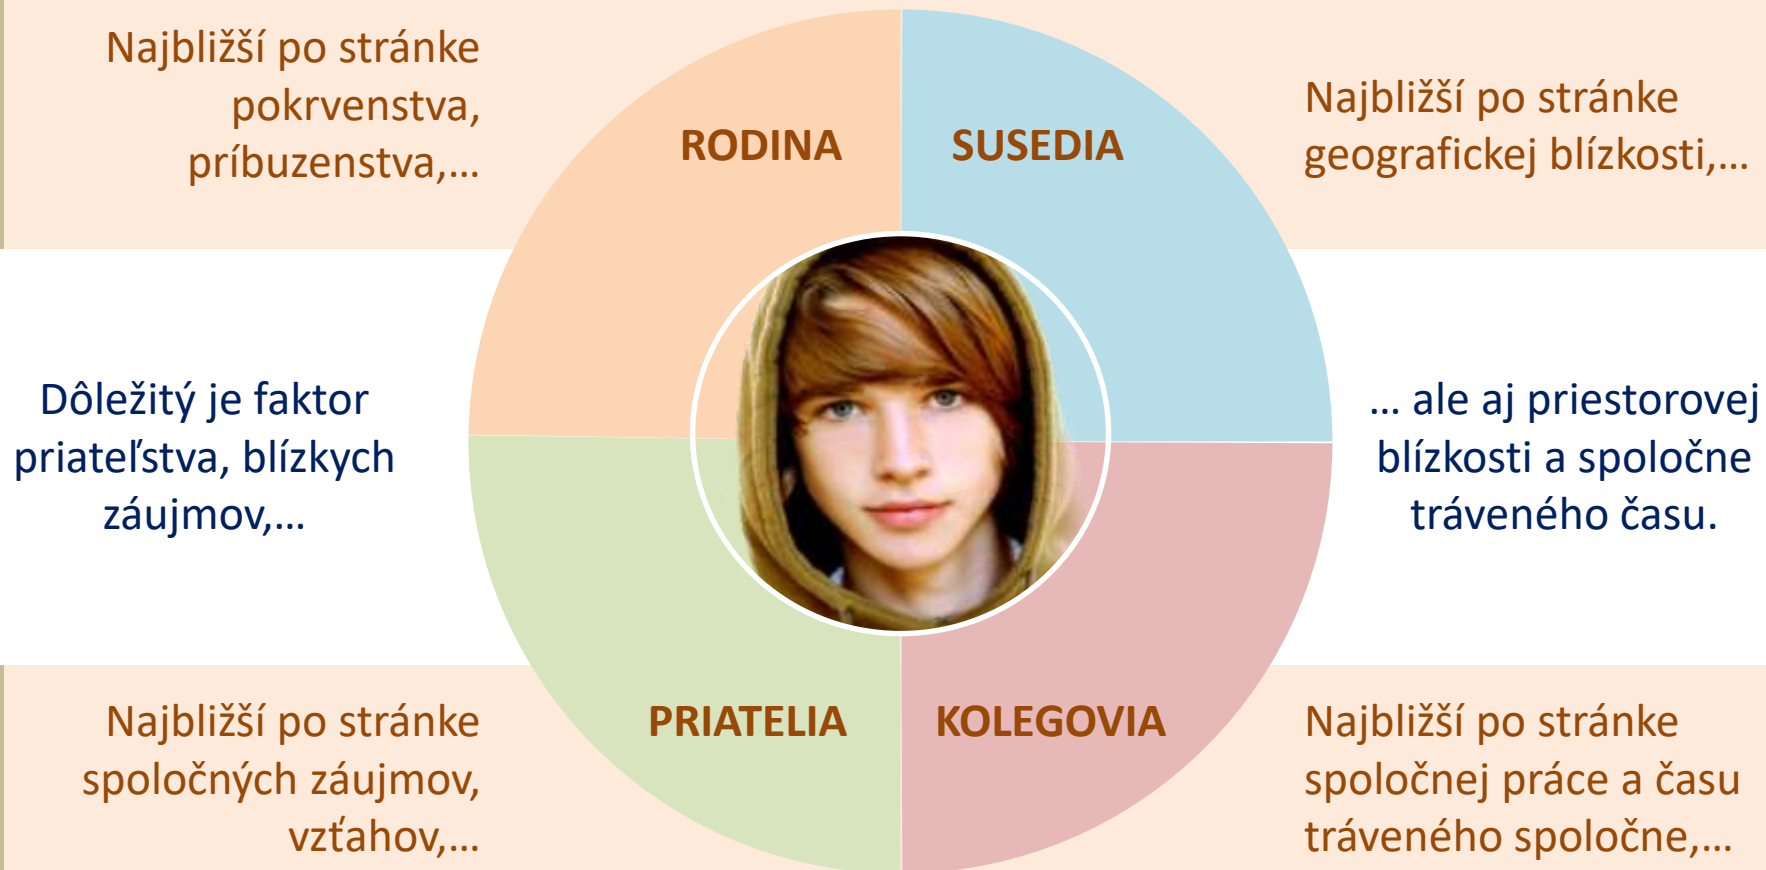 Najbližší po stránke
pokrvenstva,
príbuzenstva,...
RODINA
SUSEDIA
Najbližší po stránke
geografickej blízkosti,...
Dôležitý je faktor
priateľstva, blízkych
záujmov,...
... ale aj priestorovej
blízkosti a spoločne
tráveného času.
Najbližší po stránke
spoločných záujmov,
vzťahov,...
PRIATELIA
KOLEGOVIA
Najbližší po stránke
spoločnej práce a času
tráveného spoločne,...